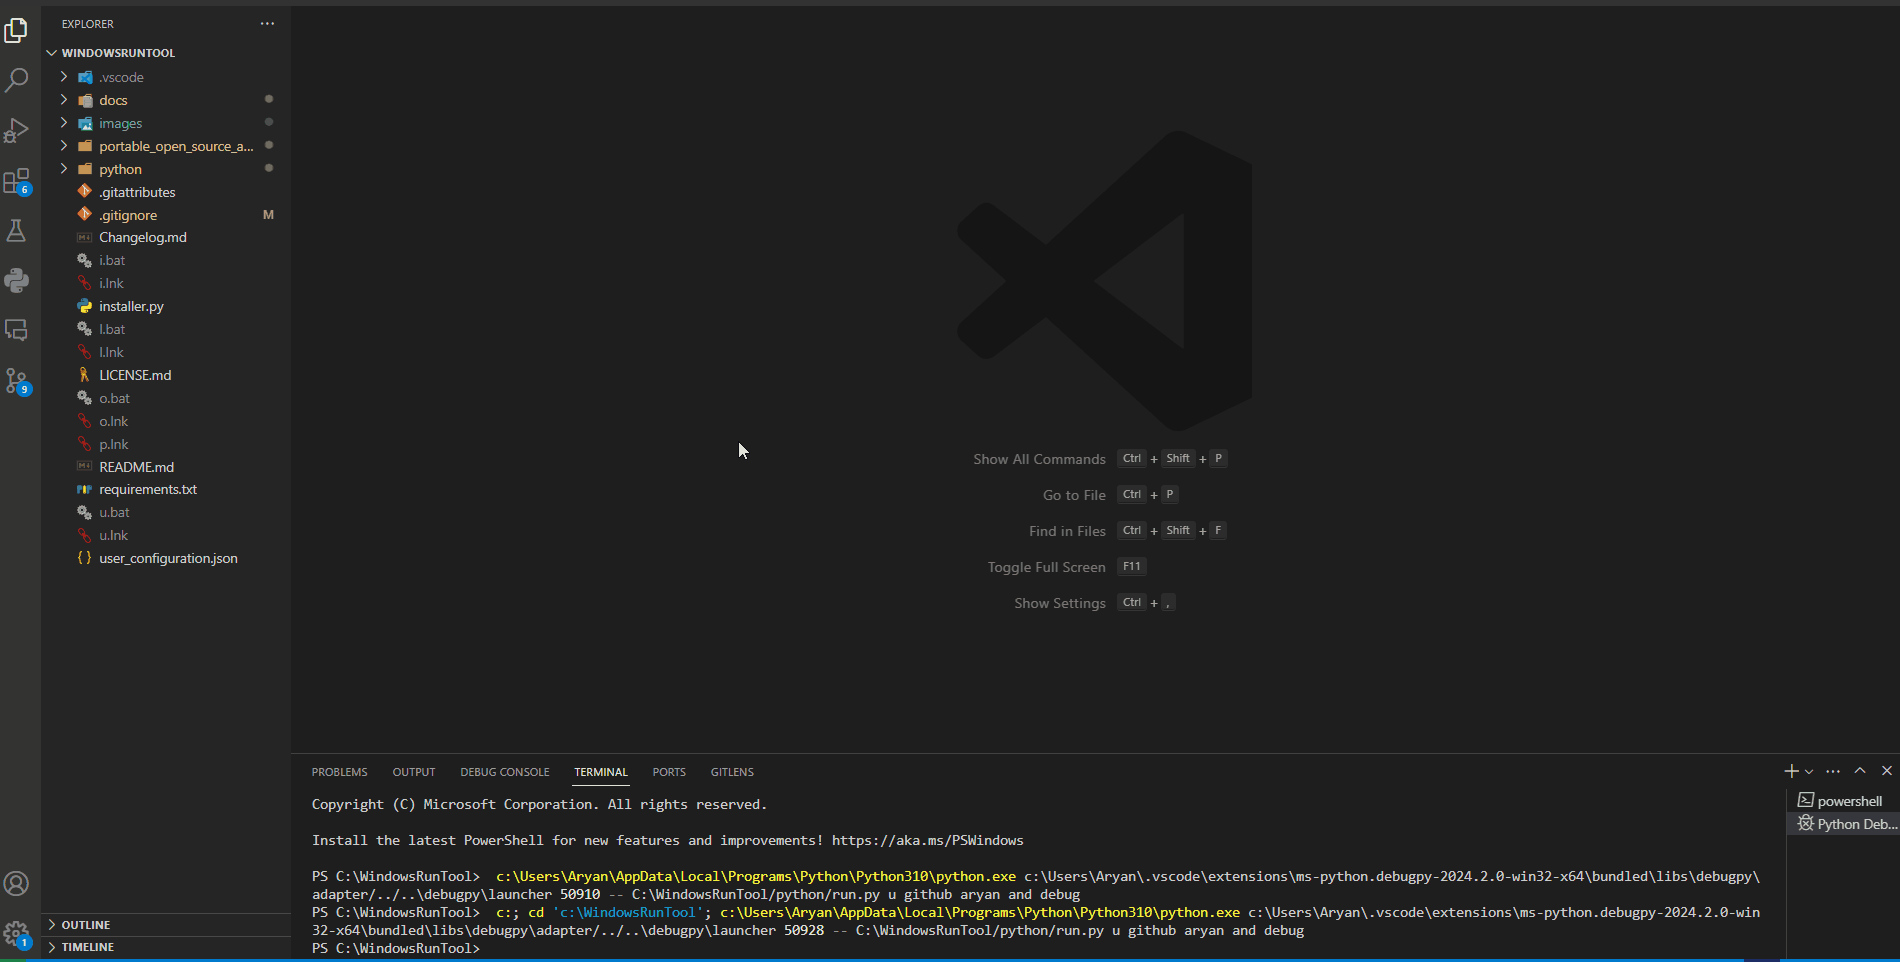 EXPLORER
WINDOWSRUNTOOL
.vscode
docs
images
portable_open_source_a...
python
.gitattributes
.gitignore M
Changelog.md
i.bat
i.lnk
installer.py
l.bat
l.lnk
LICENSE.md
o.bat
o.lnk
p.lnk
README.md
requirements.txt
u.bat
u.lnk
{ } user_configuration.json
OUTLINE
TIMELINE
6
9
1
Show All Commands Ctrl + Shift + P
Go to File Ctrl + P
Find in Files Ctrl + Shift + F
Toggle Full Screen F11
Show Settings Ctrl + ,
PROBLEMS OUTPUT DEBUG CONSOLE TERMINAL PORTS GITLENS
Copyright (C) Microsoft Corporation. All rights reserved.
Install the latest PowerShell for new features and improvements! https://aka.ms/PSWindows
PS C:\WindowsRunTool>  c:\Users\Aryan\AppData\Local\Programs\Python\Python310\python.exe c:\Users\Aryan\.vscode\extensions\ms-python.debugpy-2024.2.0-win32-x64\bundled\libs\debugpy\
adapter/../..\debugpy\launcher 50910 -- C:\WindowsRunTool/python/run.py u github aryan and debug
PS C:\WindowsRunTool>  c:; cd 'c:\WindowsRunTool'; c:\Users\Aryan\AppData\Local\Programs\Python\Python310\python.exe c:\Users\Aryan\.vscode\extensions\ms-python.debugpy-2024.2.0-win
32-x64\bundled\libs\debugpy\adapter/../..\debugpy\launcher 50928 -- C:\WindowsRunTool/python/run.py u github aryan and debug
PS C:\WindowsRunTool>
powershell
Python Deb...